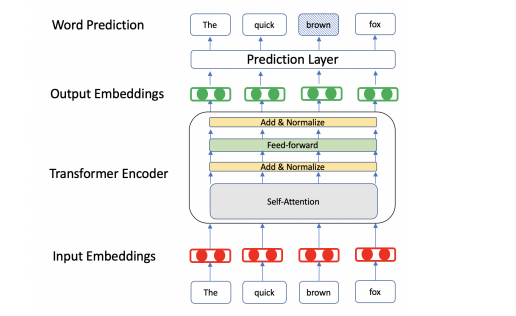 Word Prediction
The quick brown fox
Prediction Layer
Output Embeddings
Add & Normalize
Feed-forward
Add & Normalize
Transformer Encoder
Self-Attention
Input Embeddings
The quick brown fox